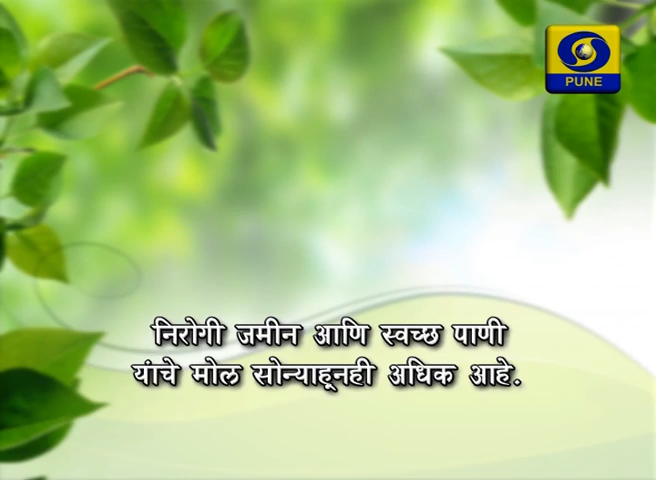 PUNE
निरोगी जमीन आणि स्वच्छ पाणी
यांचे मोल सोन्याहूनही अधिक आहे.